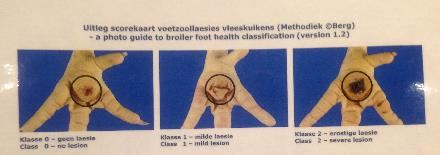 Uitleg scorekaart voetzoollaesies vleeskuikens (Methodiek ©Berg)
- a photo guide to broiler foot health classification (version 1.2)
Klasse 0 - geen laesie
Class 0 - no lesion
Klasse 1 - milde laesie
Class 1 - mild lesion
Klasse 2 - ernstige laesie
Class 2 - severe lesion